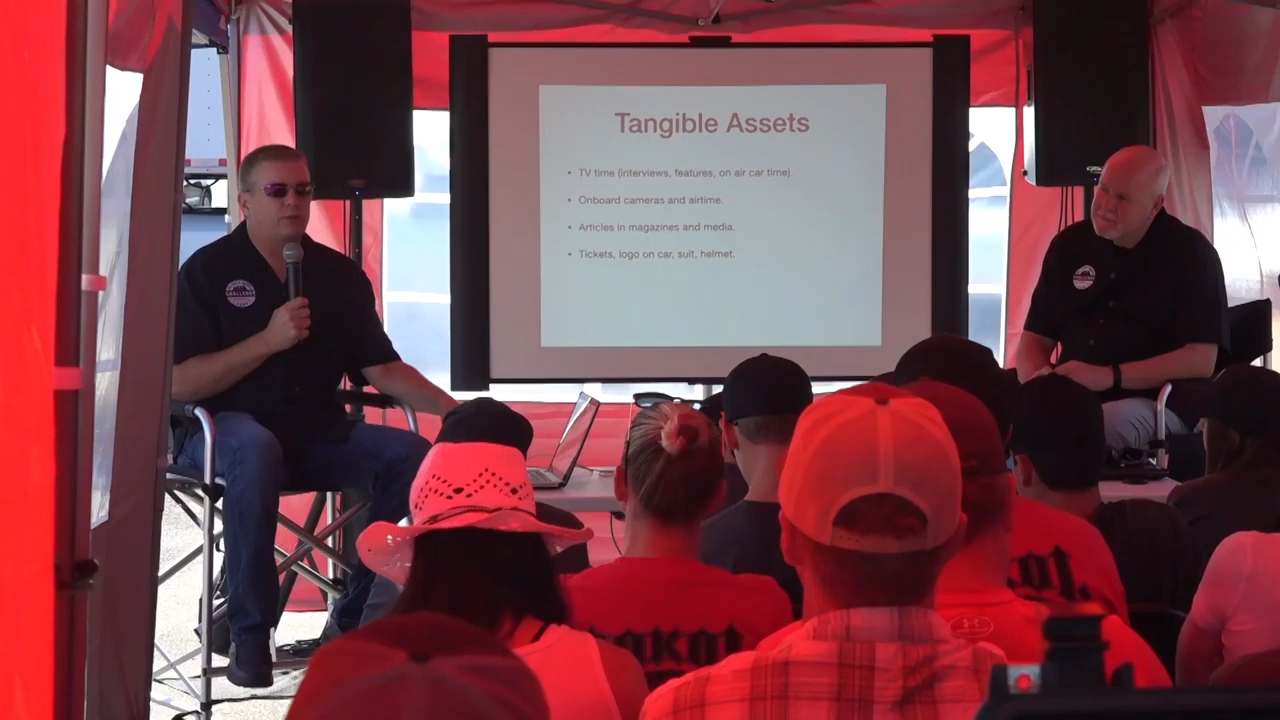 Tangible Assets
• TV time (interviews, features, on air car time).
• Onboard cameras and airtime.
• Articles in magazines and media.
• Tickets, logo on car, suit, helmet.
CHALLENGE